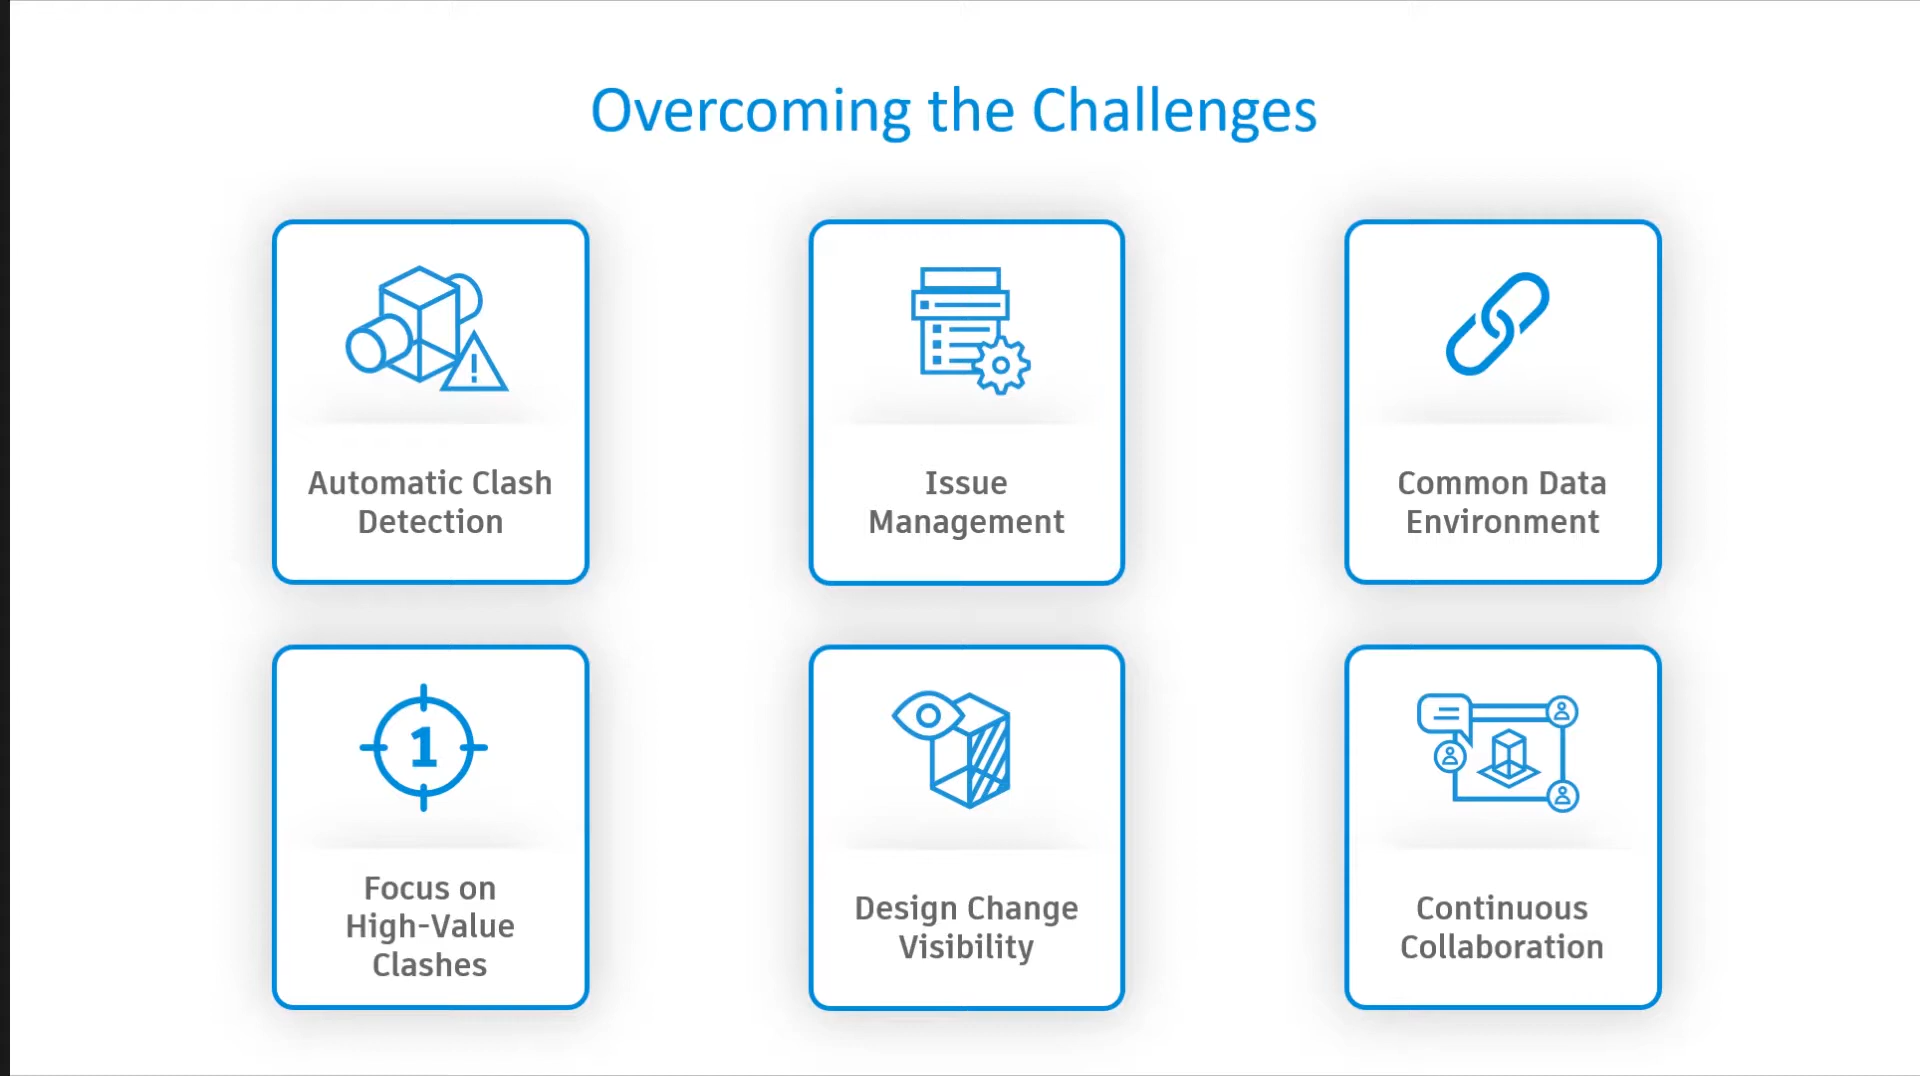 Overcoming the Challenges
Automatic Clash
Detection
Issue
Management
Common Data
Environment
1
Focus on
High-Value
Clashes
Design Change
Visibility
Continuous
Collaboration